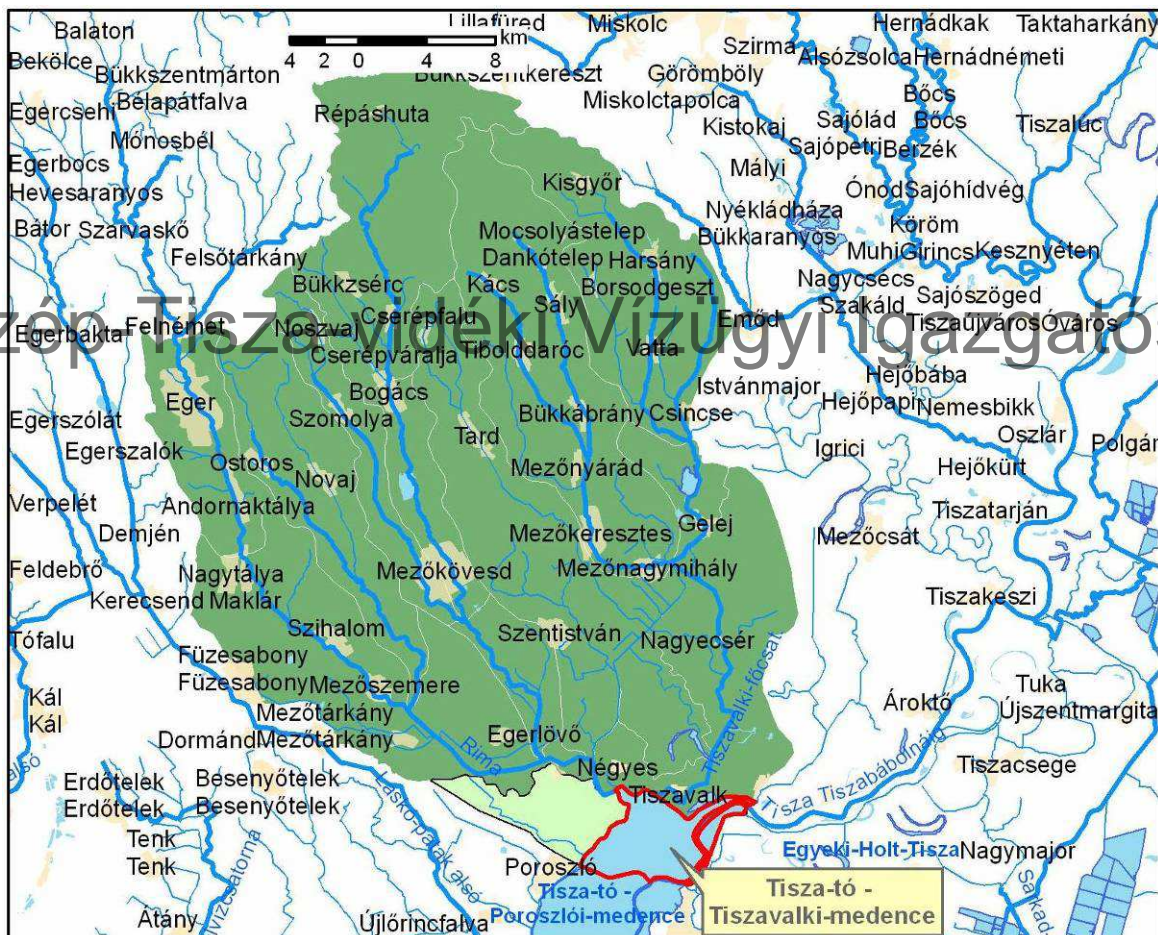 Balaton
Lillafüred
Miskolc
Hernádkak
Taktaharkány
4 2 0 4 8 km
Szirma
Bekölce
Bükkszentmárton
Bükkszentkereszt
Görömböly
Alsózsolca
Hernádnémeti
Egercsehi
Bélapátfalva
Répáshuta
Miskolctapolca
Bőcs
Kistokaj
Sajólád
Bőcs
Tiszaluc
Mónosbél
Egerbocs
Mályi
Sajópetri
Berzék
Hevesaranyos
Kisgyőr
Ónod
Sajóhídvég
Nyékládháza
Bátor
Szarvaskő
Mocsolyástelep
Bükkaranyos
Köröm
Felsőtárkány
Dankótelep
Harsány
Muhi
Girincs
Kesznyéten
Bükkzsérc
Kács
Borsodgeszt
Nagycsécs
Sály
Szakáld
Sajószöged
zép Tisza vidéki Vízügyi Igazgatós
Egerbakta
Felnémet
Noszvaj
Cserépfalu
Emőd
Tiszaújváros
Óváros
Cserépváralja
Tibolddaróc
Vatta
Hejőbába
Eger
Bogács
Istvánmajor
Hejőpapi
Nemesbikk
Egerszólát
Szomolya
Bükkábrány
Csincse
Oszlár
Egerszalók
Tard
Igrici
Polgár
Ostoros
Novaj
Mezőnyárád
Hejőkürt
Verpelét
Andornaktálya
Tiszatarján
Demjén
Mezőkeresztes
Gelej
Mezőcsát
Feldebrő
Nagytálya
Mezőkövesd
Mezőnagymihály
Kerecsend
Maklár
Tiszakeszi
Tófalu
Szihalom
Szentistván
Nagyecsér
Füzesabony
Füzesabony
Mezőszemere
Tuka
Kál
Kál
Mezőtárkány
Ároktő
Újszentmargita
Dormánd
Mezőtárkány
Egerlövő
Rima
Tiszavalki-főcsat
alsó
Erdőtelek
Besenyőtelek
Négyes
Tiszacsege
Erdőtelek
Besenyőtelek
Tiszavalk
Tisza Tiszabábolnáig
Tenk
Tenk
Laskó-patak alsó
Egyeki-Holt-Tisza
Nagymajor
Poroszló
Átány
Újlőrincfalva
Tisza-tó -
Poroszlói-medence
Tisza-tó -
Tiszavalki-medence